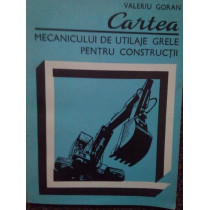 VALERIU GORAN
Cartea
MECANICULUI DE UTILAJE GRELE
PENTRU CONSTRUCȚII